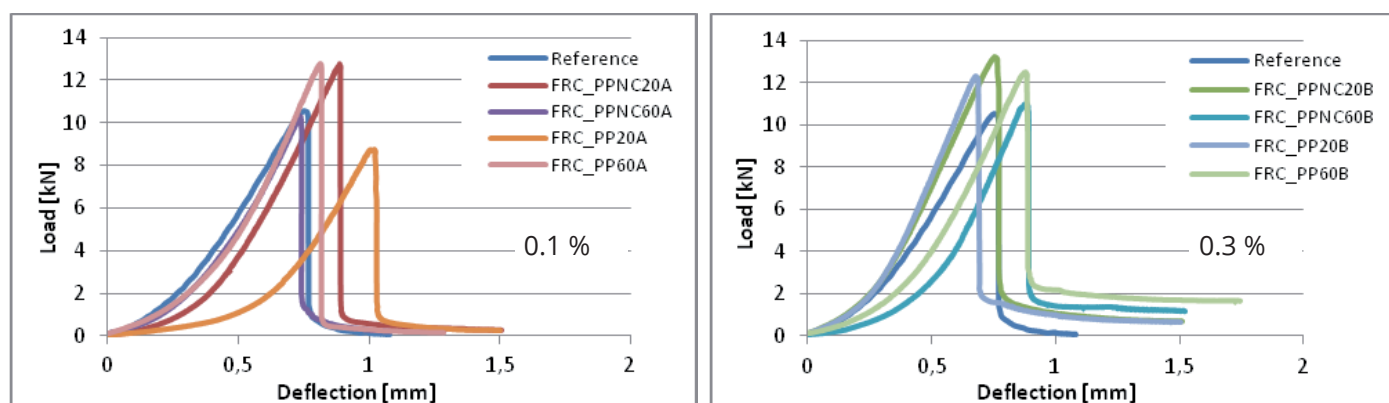 14
12
10
8
6
4
2
0
Load [kN]
Reference
FRC_PPNC20A
FRC_PPNC60A
FRC_PP20A
FRC_PP60A
0.1 %
0
0,5
1
1,5
2
Deflection [mm]
14
12
10
8
6
4
2
0
Load [kN]
Reference
FRC_PPNC20B
FRC_PPNC60B
FRC_PP20B
FRC_PP60B
0.3 %
0
0,5
1
1,5
2
Deflection [mm]